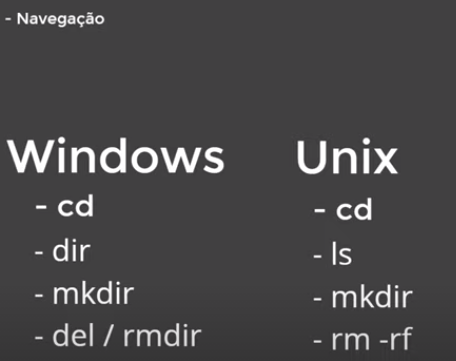 - Navegação
Windows
- cd
- dir
- mkdir
- del / rmdir
Unix
- cd
- ls
- mkdir
- rm -rf